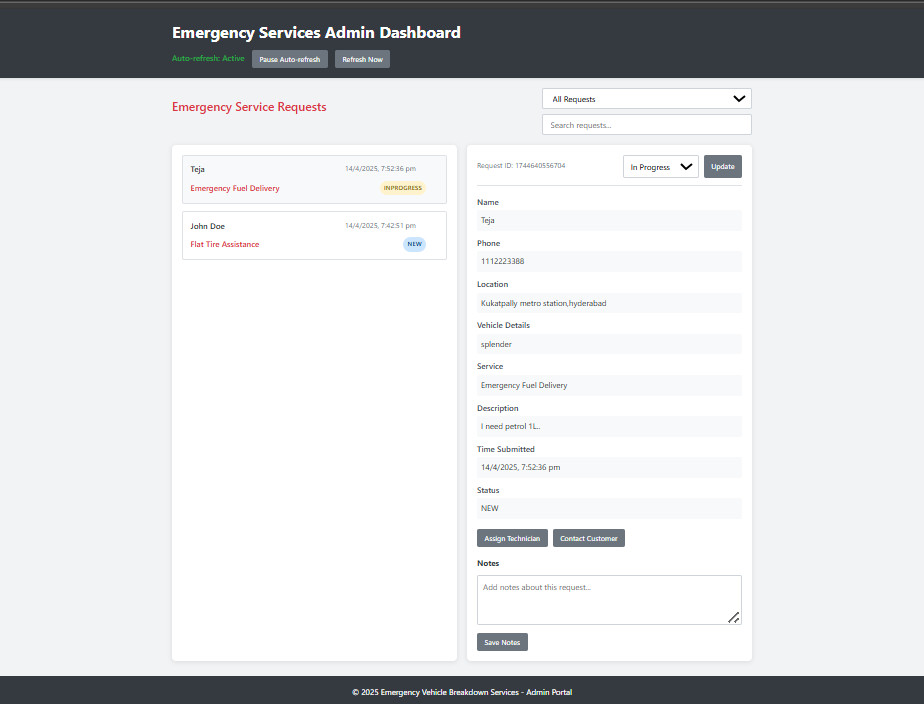 Emergency Services Admin Dashboard
Auto-refresh: Active Pause Auto-refresh Refresh Now
Emergency Service Requests
All Requests
Search requests...
Teja 14/4/2025, 7:52:36 pm
Emergency Fuel Delivery INPROGRESS
John Doe 14/4/2025, 7:42:51 pm
Flat Tire Assistance NEW
Request ID: 1744640556704 In Progress Update
Name
Teja
Phone
1112223388
Location
Kukatpally metro station,hyderabad
Vehicle Details
splender
Service
Emergency Fuel Delivery
Description
I need petrol 1L..
Time Submitted
14/4/2025, 7:52:36 pm
Status
NEW
Assign Technician Contact Customer
Notes
Add notes about this request...
Save Notes
© 2025 Emergency Vehicle Breakdown Services - Admin Portal